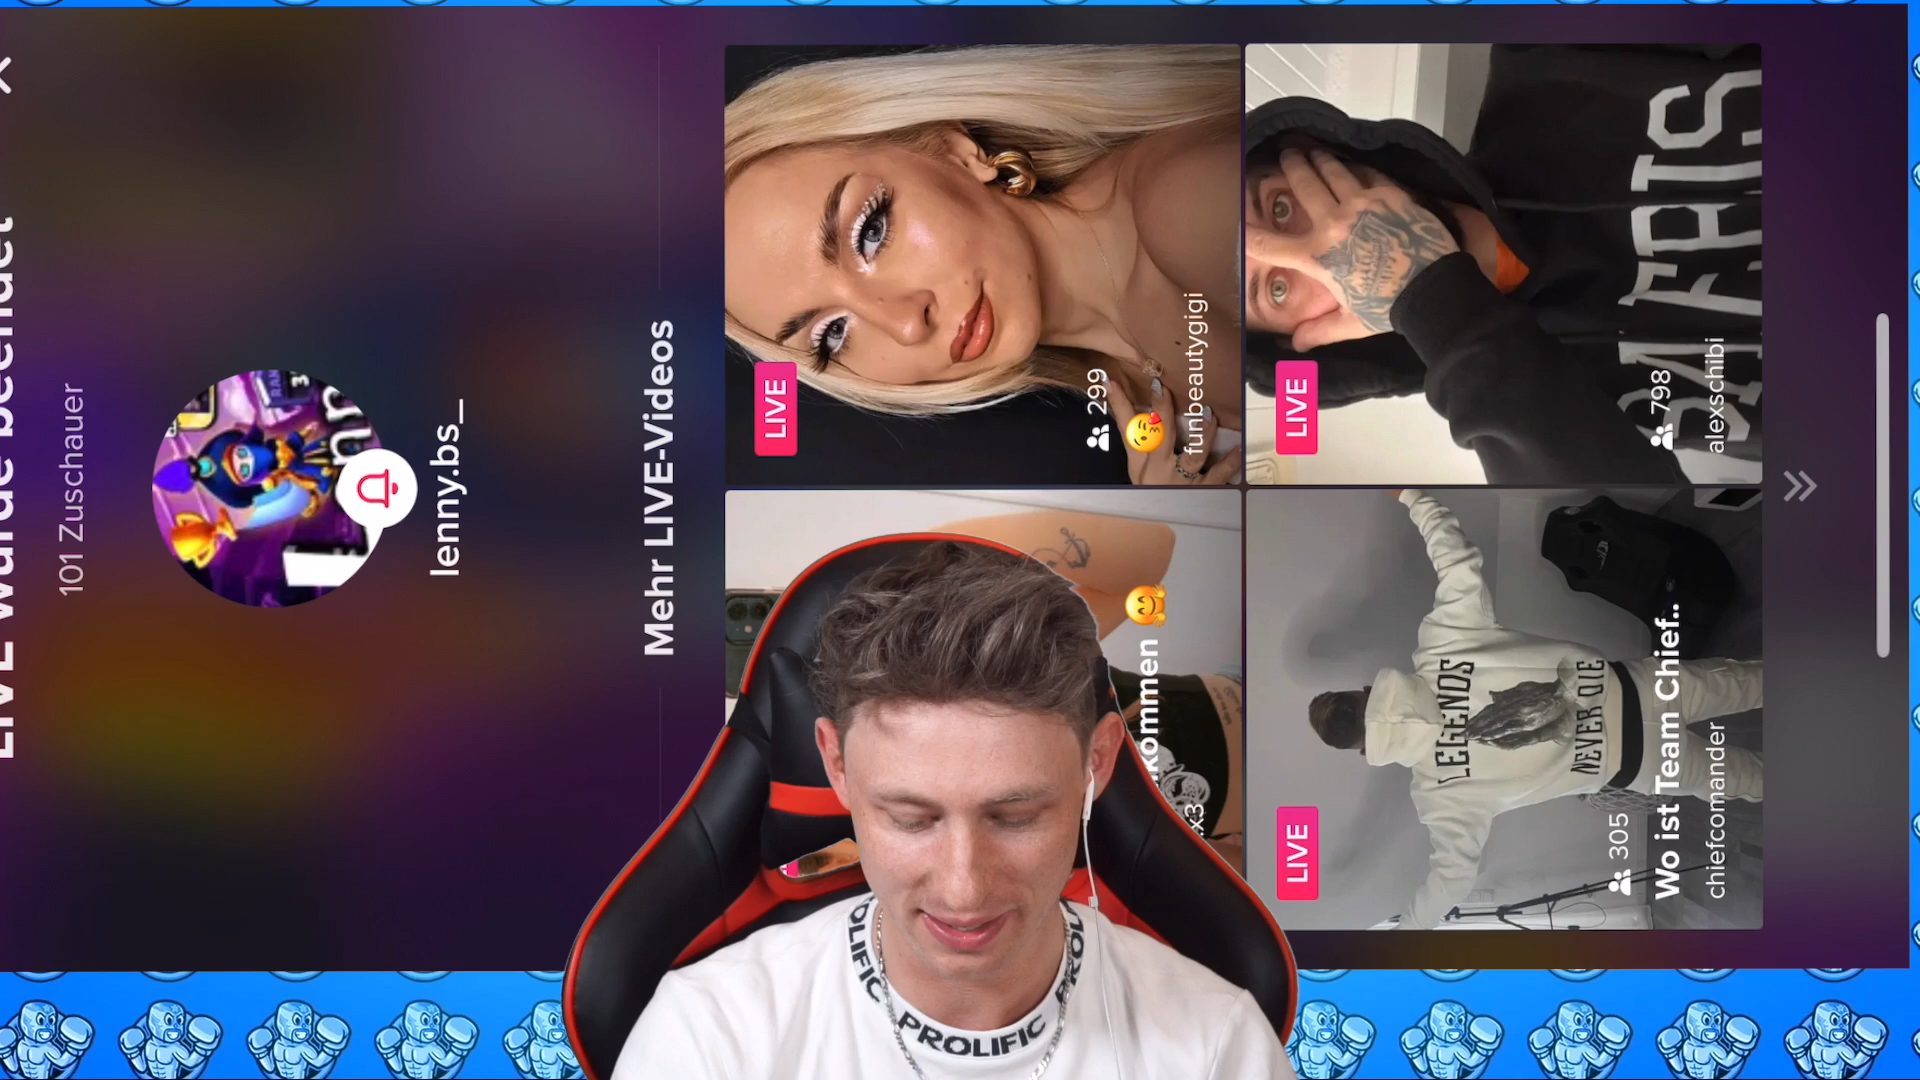 LIVE wurde beendet
101 Zuschauer
lenny.bs_
Mehr LIVE-Videos
LIVE
299
funbeautygigi
LIVE
798
alexschibi
LIVE
305
Wo ist Team Chief..
chiefcomander
LEGENDS
NEVER DIE
PROLIFIC